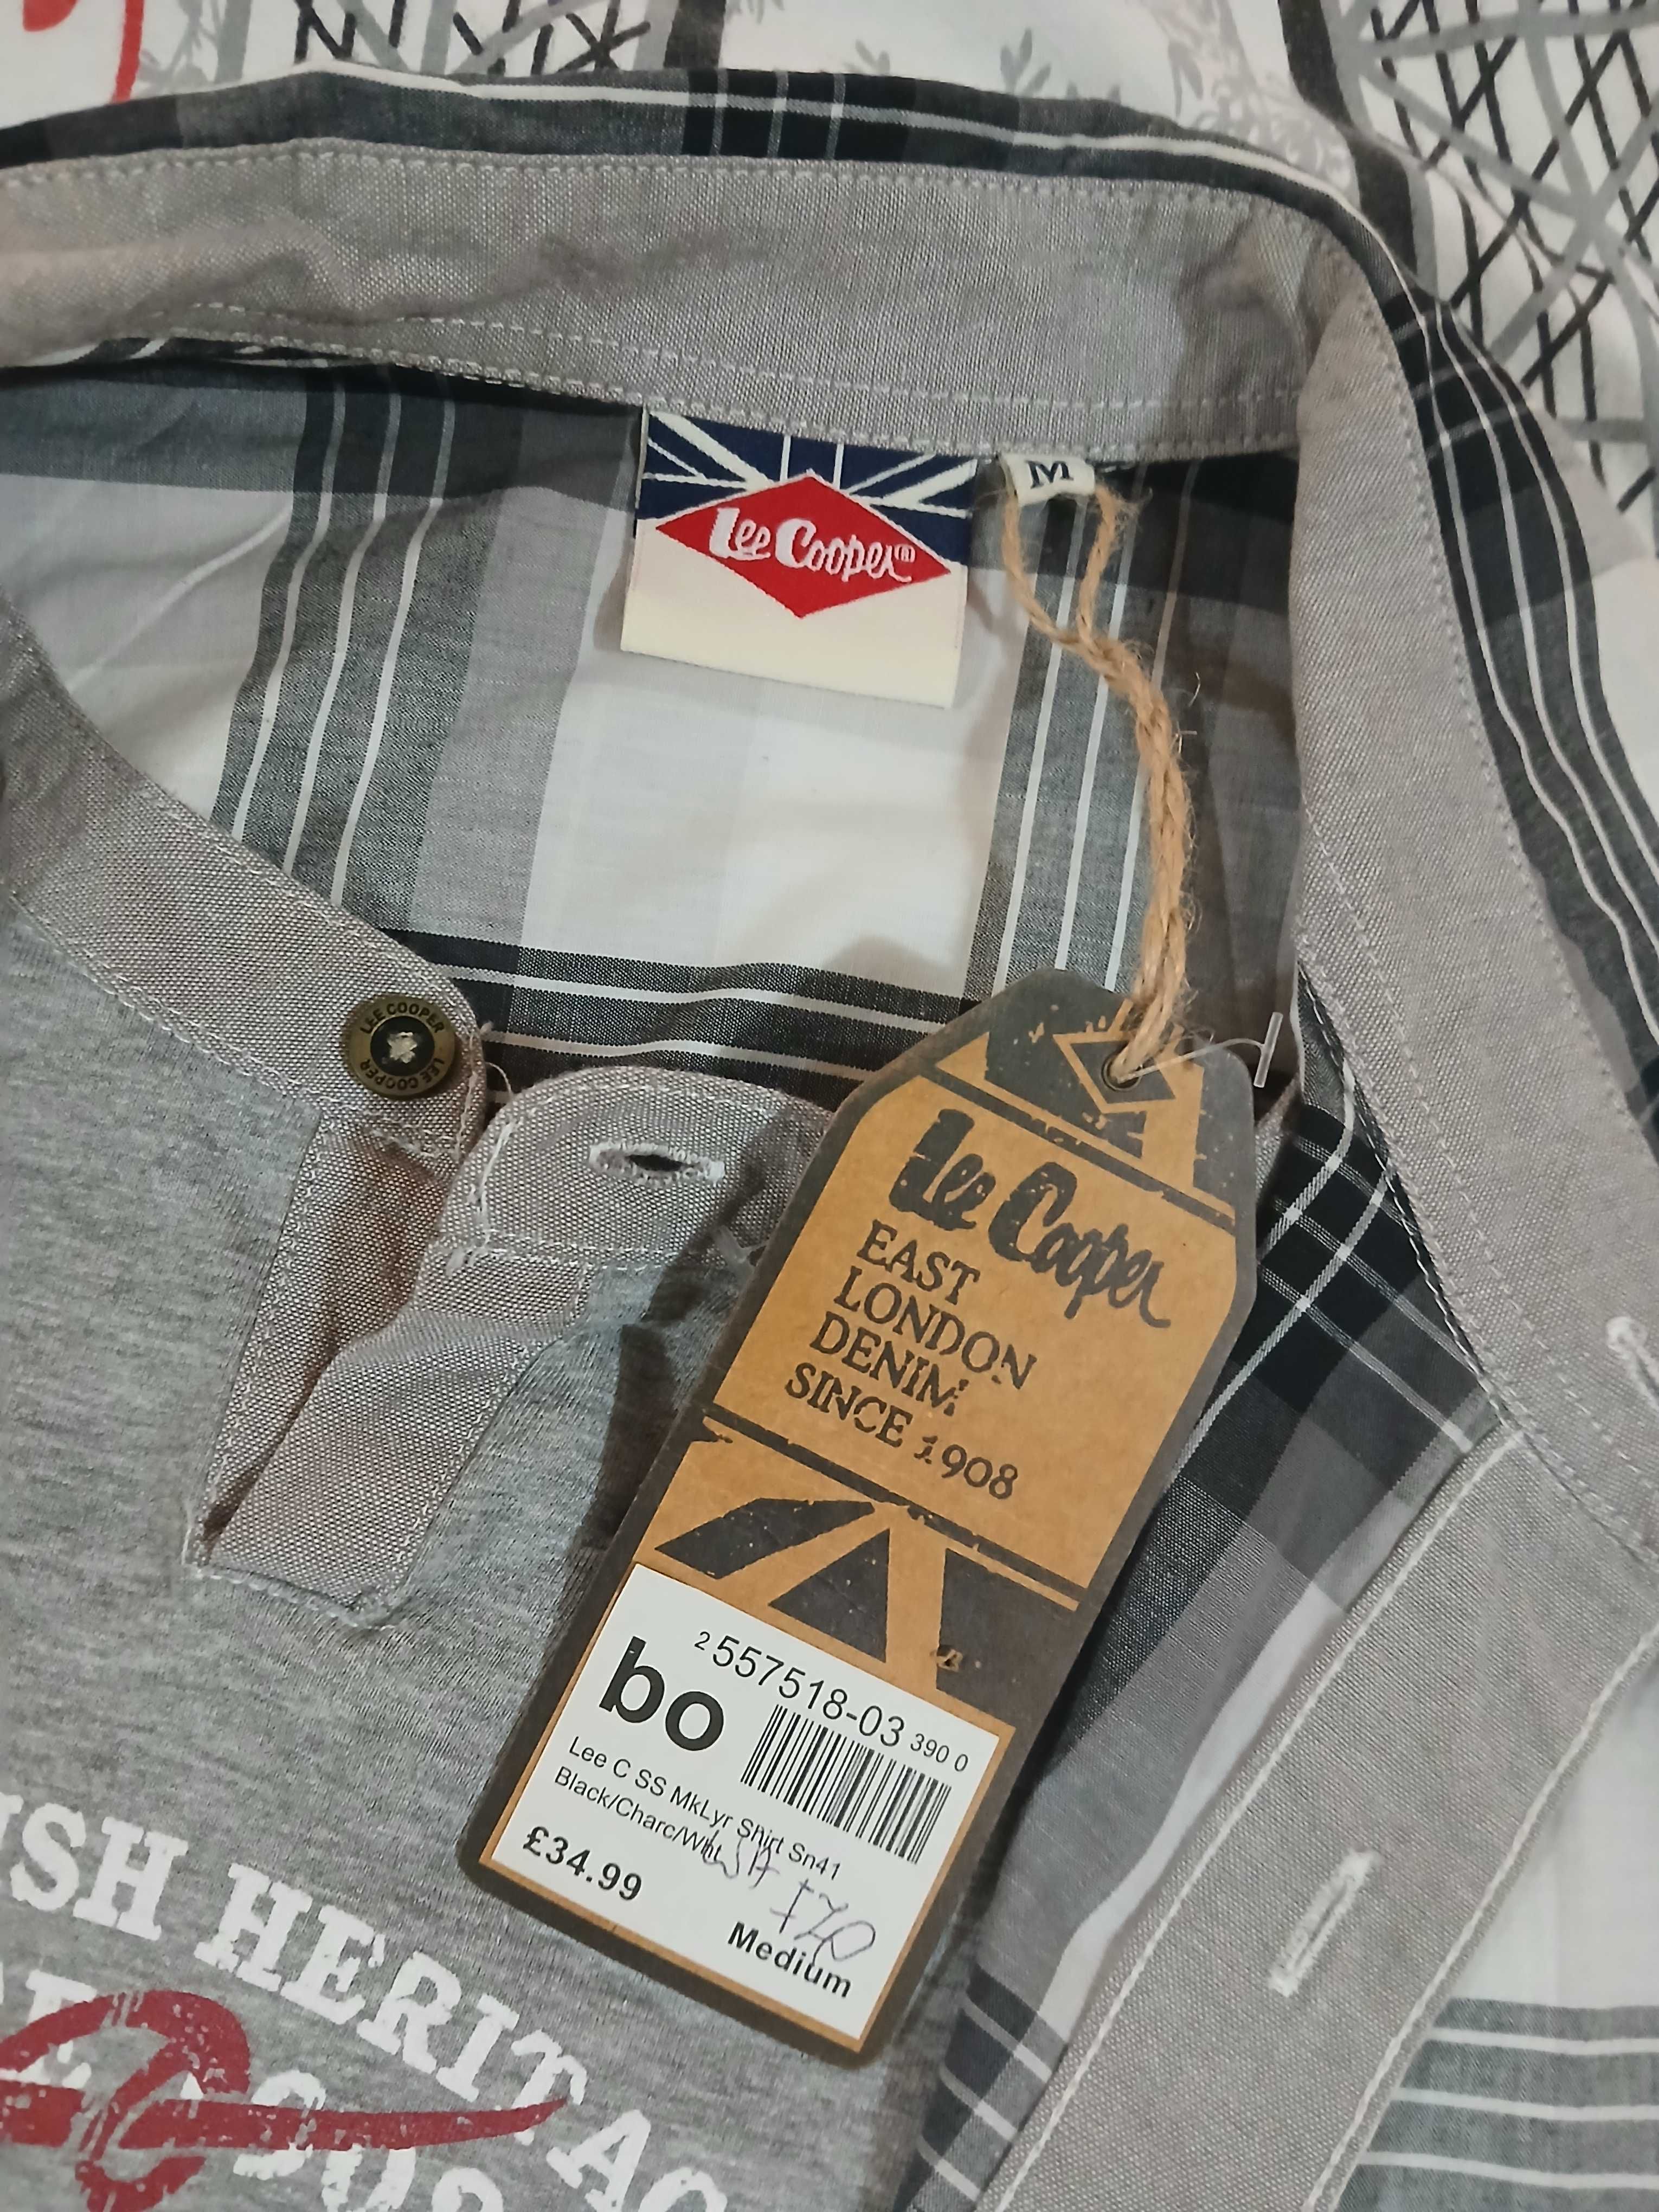 Lee Cooper®
M
LEE COOPER
LEE COOPER
Lee Cooper
EAST
LONDON
DENIM
SINCE 1908
2 557518-03 390 0
bo
Lee C SS MkLyr Shirt Sn41
Black/Charc/Wht
£34.99
Medium
HERITAG